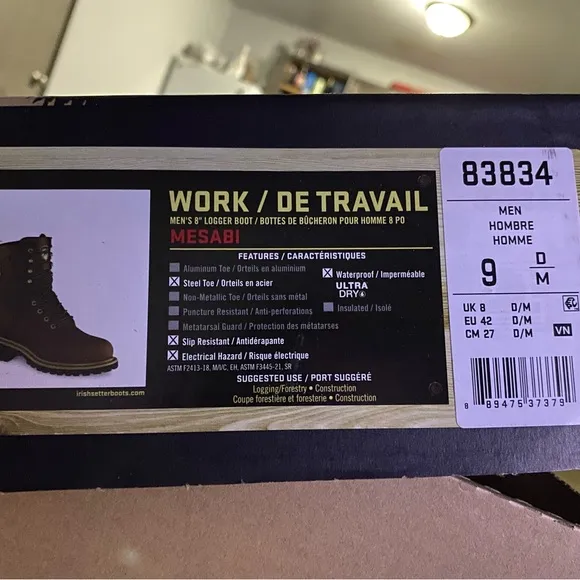 WORK / DE TRAVAIL
MEN'S 8" LOGGER BOOT / BOTTES DE BÛCHERON POUR HOMME 8 PO
MESABI
FEATURES / CARACTÉRISTIQUES
Aluminum Toe / Orteils en aluminium
Steel Toe / Orteils en acier
Non-Metallic Toe / Orteils sans métal
Puncture Resistant / Anti-perforations
Metatarsal Guard / Protection des métatarses
Slip Resistant / Antidérapante
Electrical Hazard / Risque électrique
Waterproof / Imperméable
ULTRA
DRY
Insulated / Isolé
ASTM F2413-18, M/I/C, EH, ASTM F3445-21, SR
SUGGESTED USE / PORT SUGGÉRÉ
Logging/Forestry • Construction
Coupe forestière et foresterie • Construction
irishsetterboots.com
83834
MEN
HOMBRE
HOMME
9 D/M
UK 8 D/M
EU 42 D/M
CM 27 D/M
VN
8 89475 37379